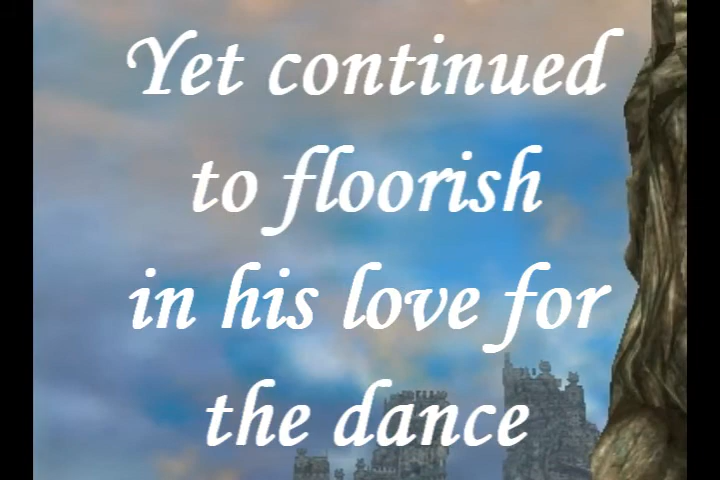 Yet continued
to floorish
in his love for
the dance